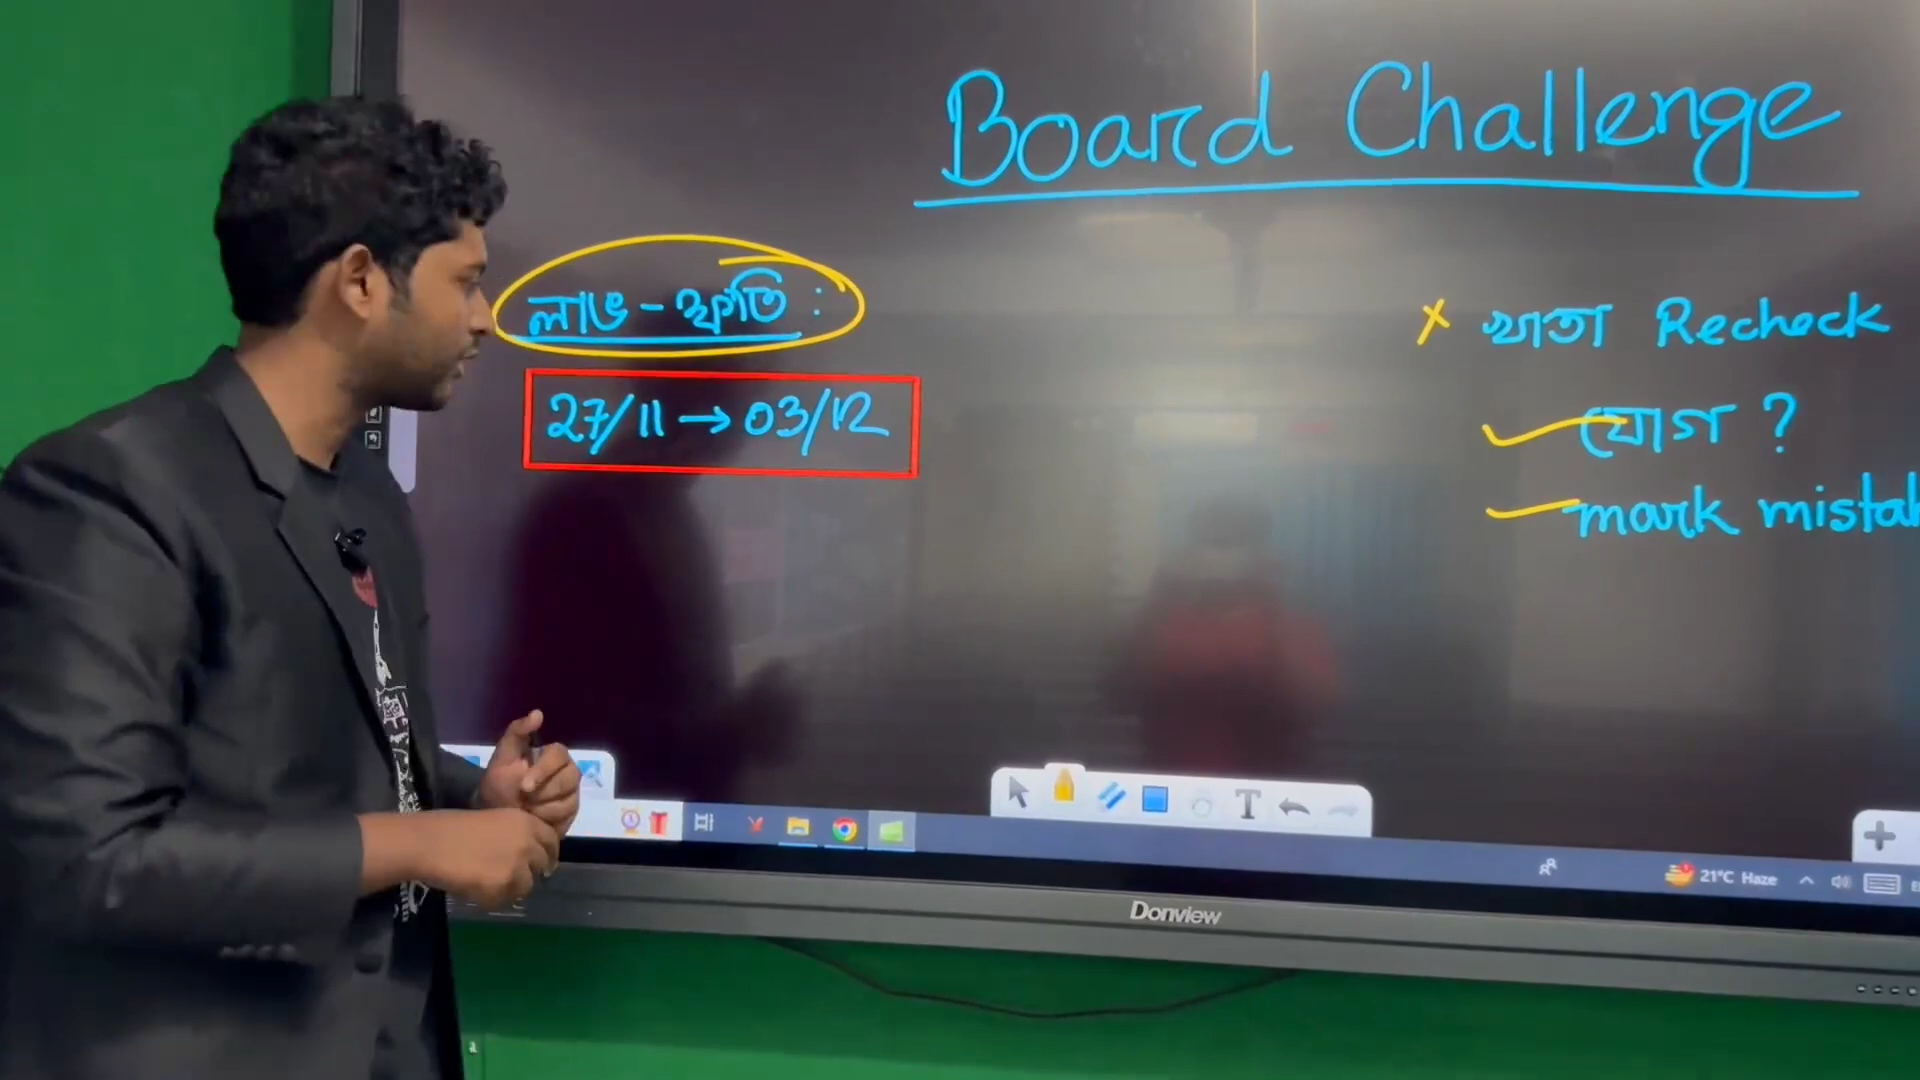 Board Challenge
লাভ - ক্ষতি :
27/11 → 03/12
× খাতা Recheck
যোগ ?
mark mistak
21°C Haze
Donview